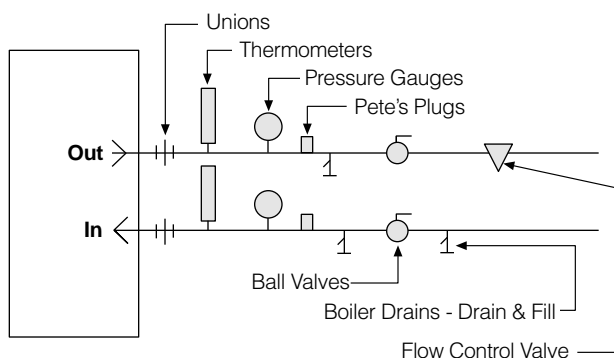 Unions
Thermometers
Pressure Gauges
Pete's Plugs
Out
In
Ball Valves
Boiler Drains - Drain & Fill
Flow Control Valve